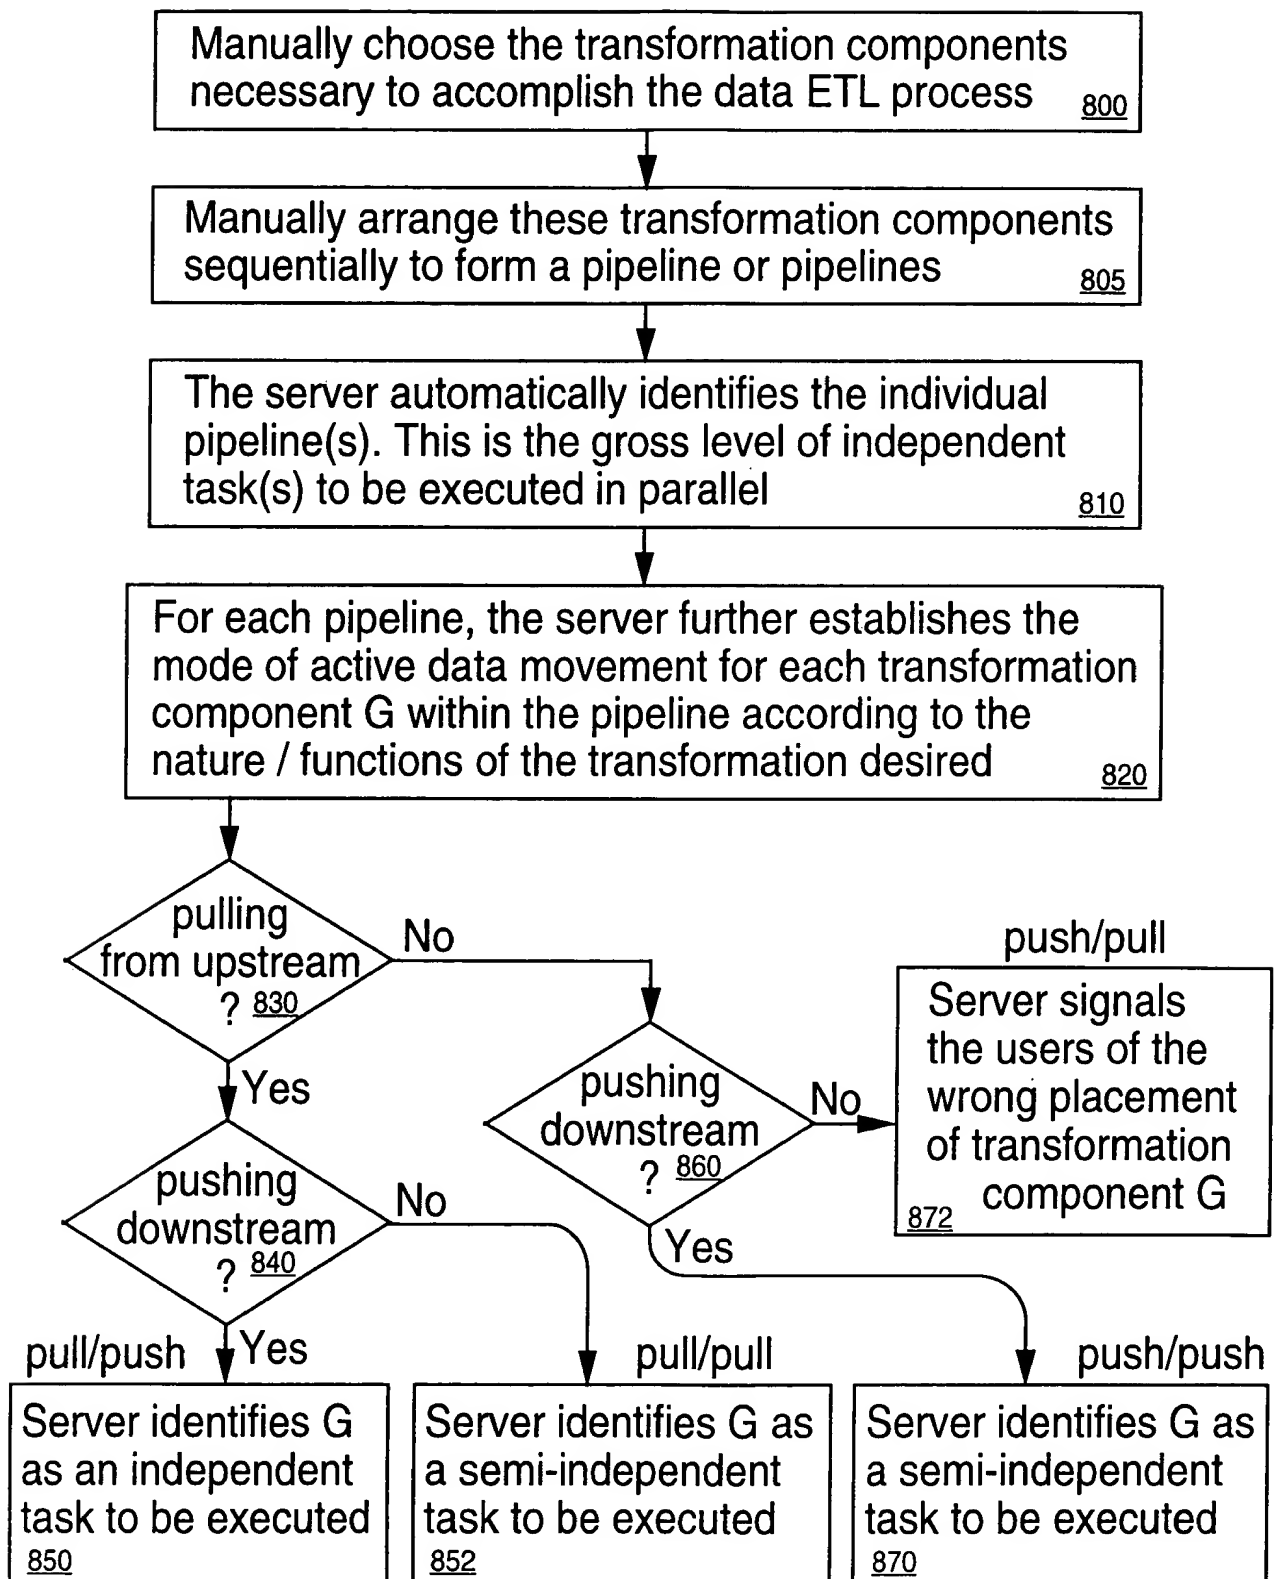 Manually choose the transformation components
necessary to accomplish the data ETL process
800
Manually arrange these transformation components
sequentially to form a pipeline or pipelines
805
The server automatically identifies the individual
pipeline(s). This is the gross level of independent
task(s) to be executed in parallel
810
For each pipeline, the server further establishes the
mode of active data movement for each transformation
component G within the pipeline according to the
nature / functions of the transformation desired
820
pulling
from upstream
? 830
No
Yes
pushing
downstream
? 860
No
Yes
push/pull
Server signals
the users of the
wrong placement
of transformation
component G
872
pushing
downstream
? 840
No
Yes
pull/push
Server identifies G
as an independent
task to be executed
850
pull/pull
Server identifies G as
a semi-independent
task to be executed
852
push/push
Server identifies G as
a semi-independent
task to be executed
870